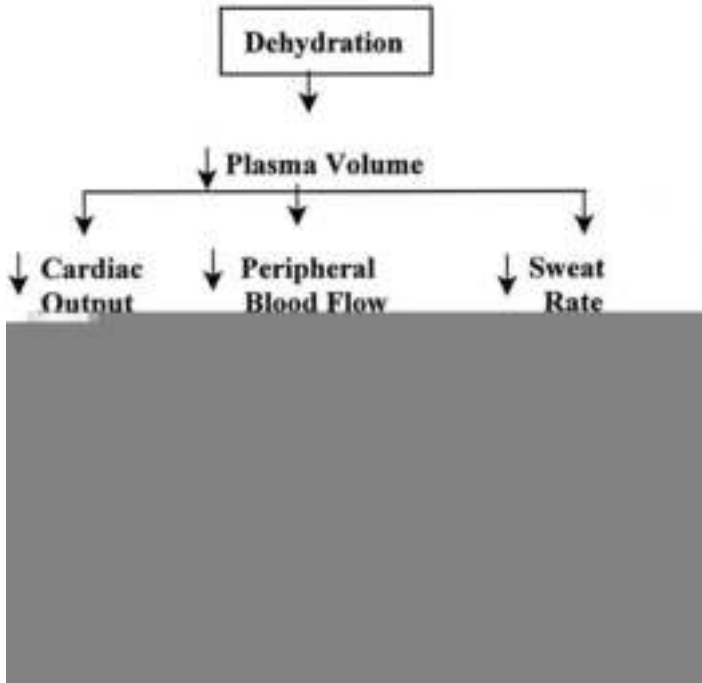 Dehydration
↓ Plasma Volume
↓ Cardiac Output
↓ Peripheral Blood Flow
↓ Sweat Rate